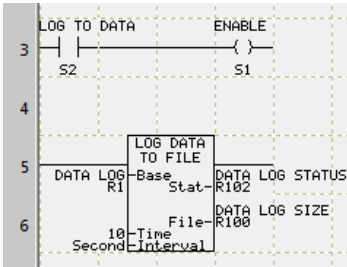 LOG TO DATA ENABLE
3
S2 S1
4
LOG DATA
TO FILE
5
DATA LOG Base DATA LOG STATUS
R1 Stat R102
DATA LOG SIZE
6 File R100
10 Time
Second Interval